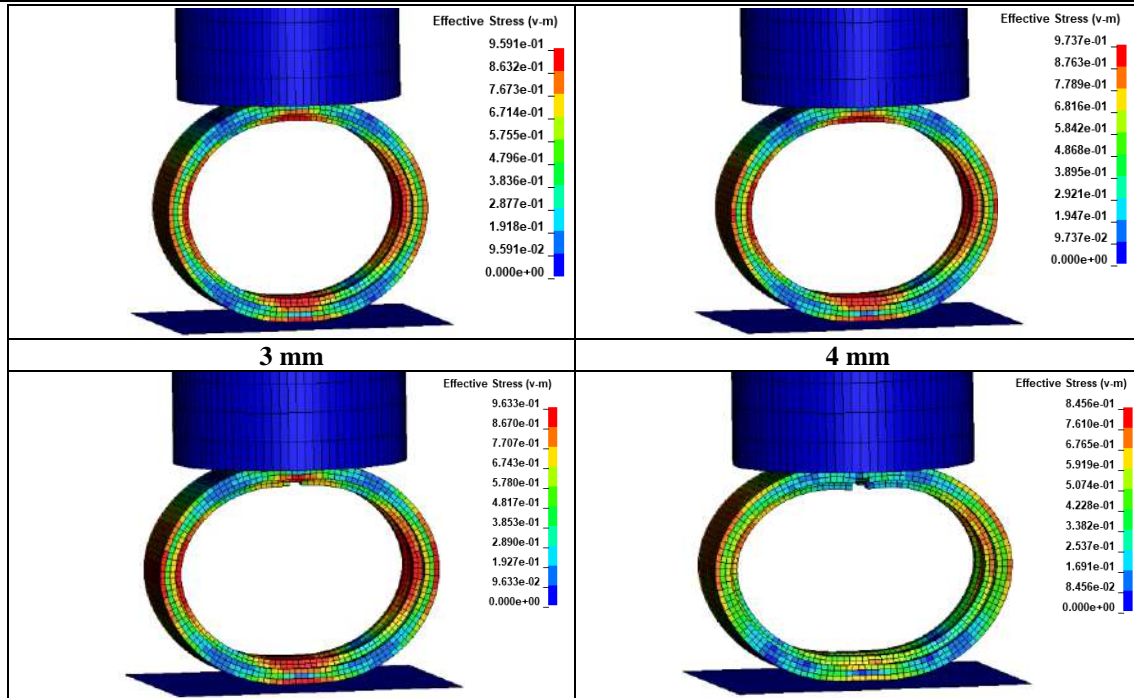 Effective Stress (v-m)
9.591e-01
8.632e-01
7.673e-01
6.714e-01
5.755e-01
4.796e-01
3.836e-01
2.877e-01
1.918e-01
9.591e-02
0.000e+00
Effective Stress (v-m)
9.737e-01
8.763e-01
7.789e-01
6.816e-01
5.842e-01
4.868e-01
3.895e-01
2.921e-01
1.947e-01
9.737e-02
0.000e+00
3 mm
4 mm
Effective Stress (v-m)
9.633e-01
8.670e-01
7.707e-01
6.743e-01
5.780e-01
4.817e-01
3.853e-01
2.890e-01
1.927e-01
9.633e-02
0.000e+00
Effective Stress (v-m)
8.456e-01
7.610e-01
6.765e-01
5.919e-01
5.074e-01
4.228e-01
3.382e-01
2.537e-01
1.691e-01
8.456e-02
0.000e+00